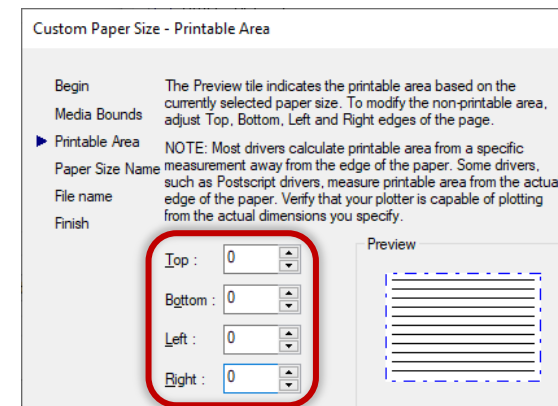 Custom Paper Size - Printable Area
Begin
Media Bounds
Printable Area
Paper Size Name
File name
Finish
The Preview tile indicates the printable area based on the
currently selected paper size. To modify the non-printable area,
adjust Top, Bottom, Left and Right edges of the page.
NOTE: Most drivers calculate printable area from a specific
measurement away from the edge of the paper. Some drivers,
such as Postscript drivers, measure printable area from the actua
edge of the paper. Verify that your plotter is capable of plotting
from the actual dimensions you specify.
Top : 0
Bottom : 0
Left : 0
Right : 0
Preview